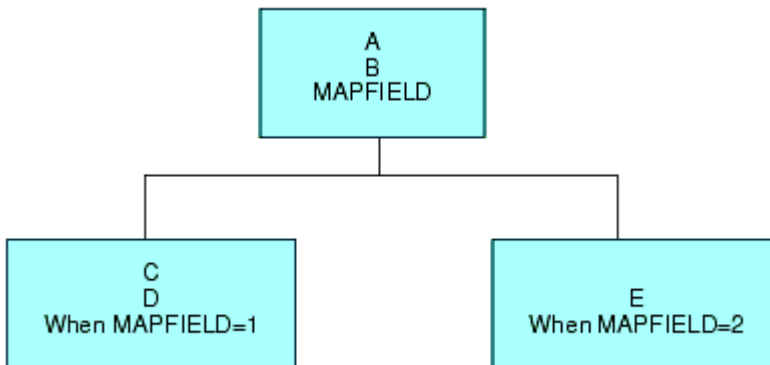 A
B
MAPFIELD
C
D
When MAPFIELD=1
E
When MAPFIELD=2